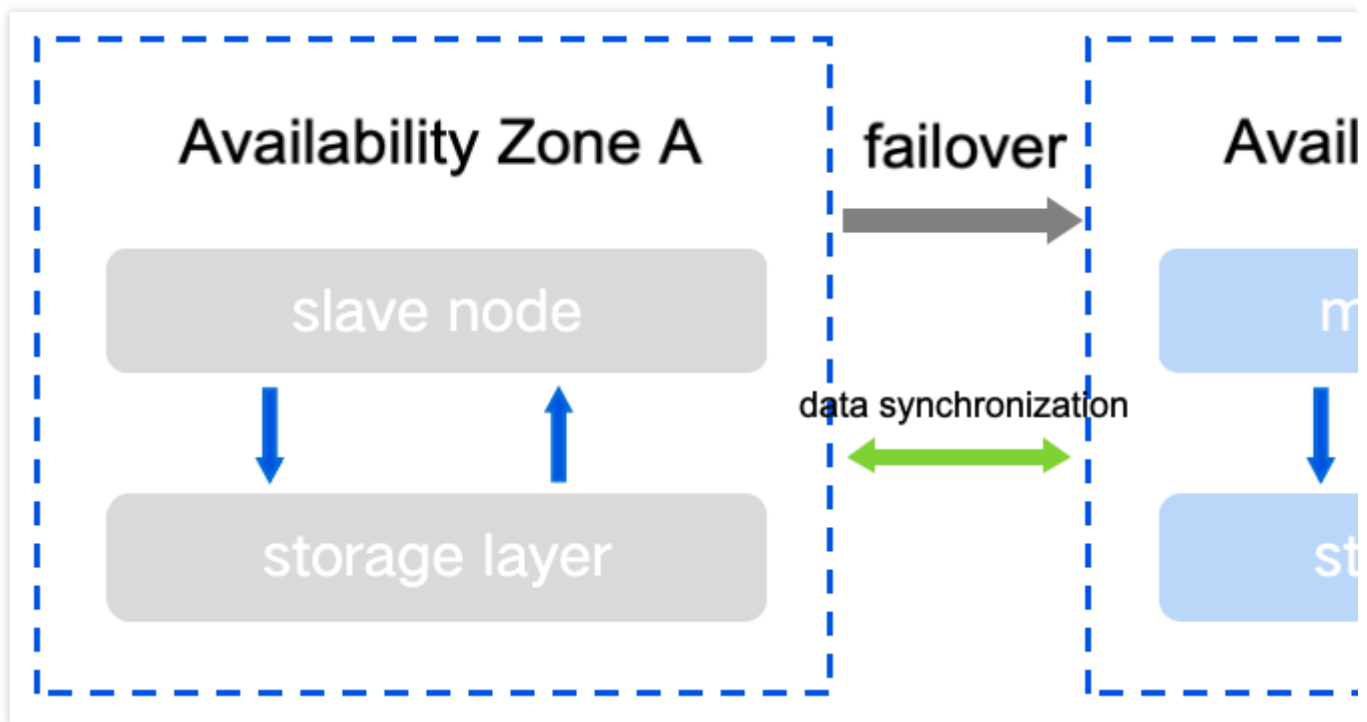 Availability Zone A
failover
slave node
data synchronization
storage layer